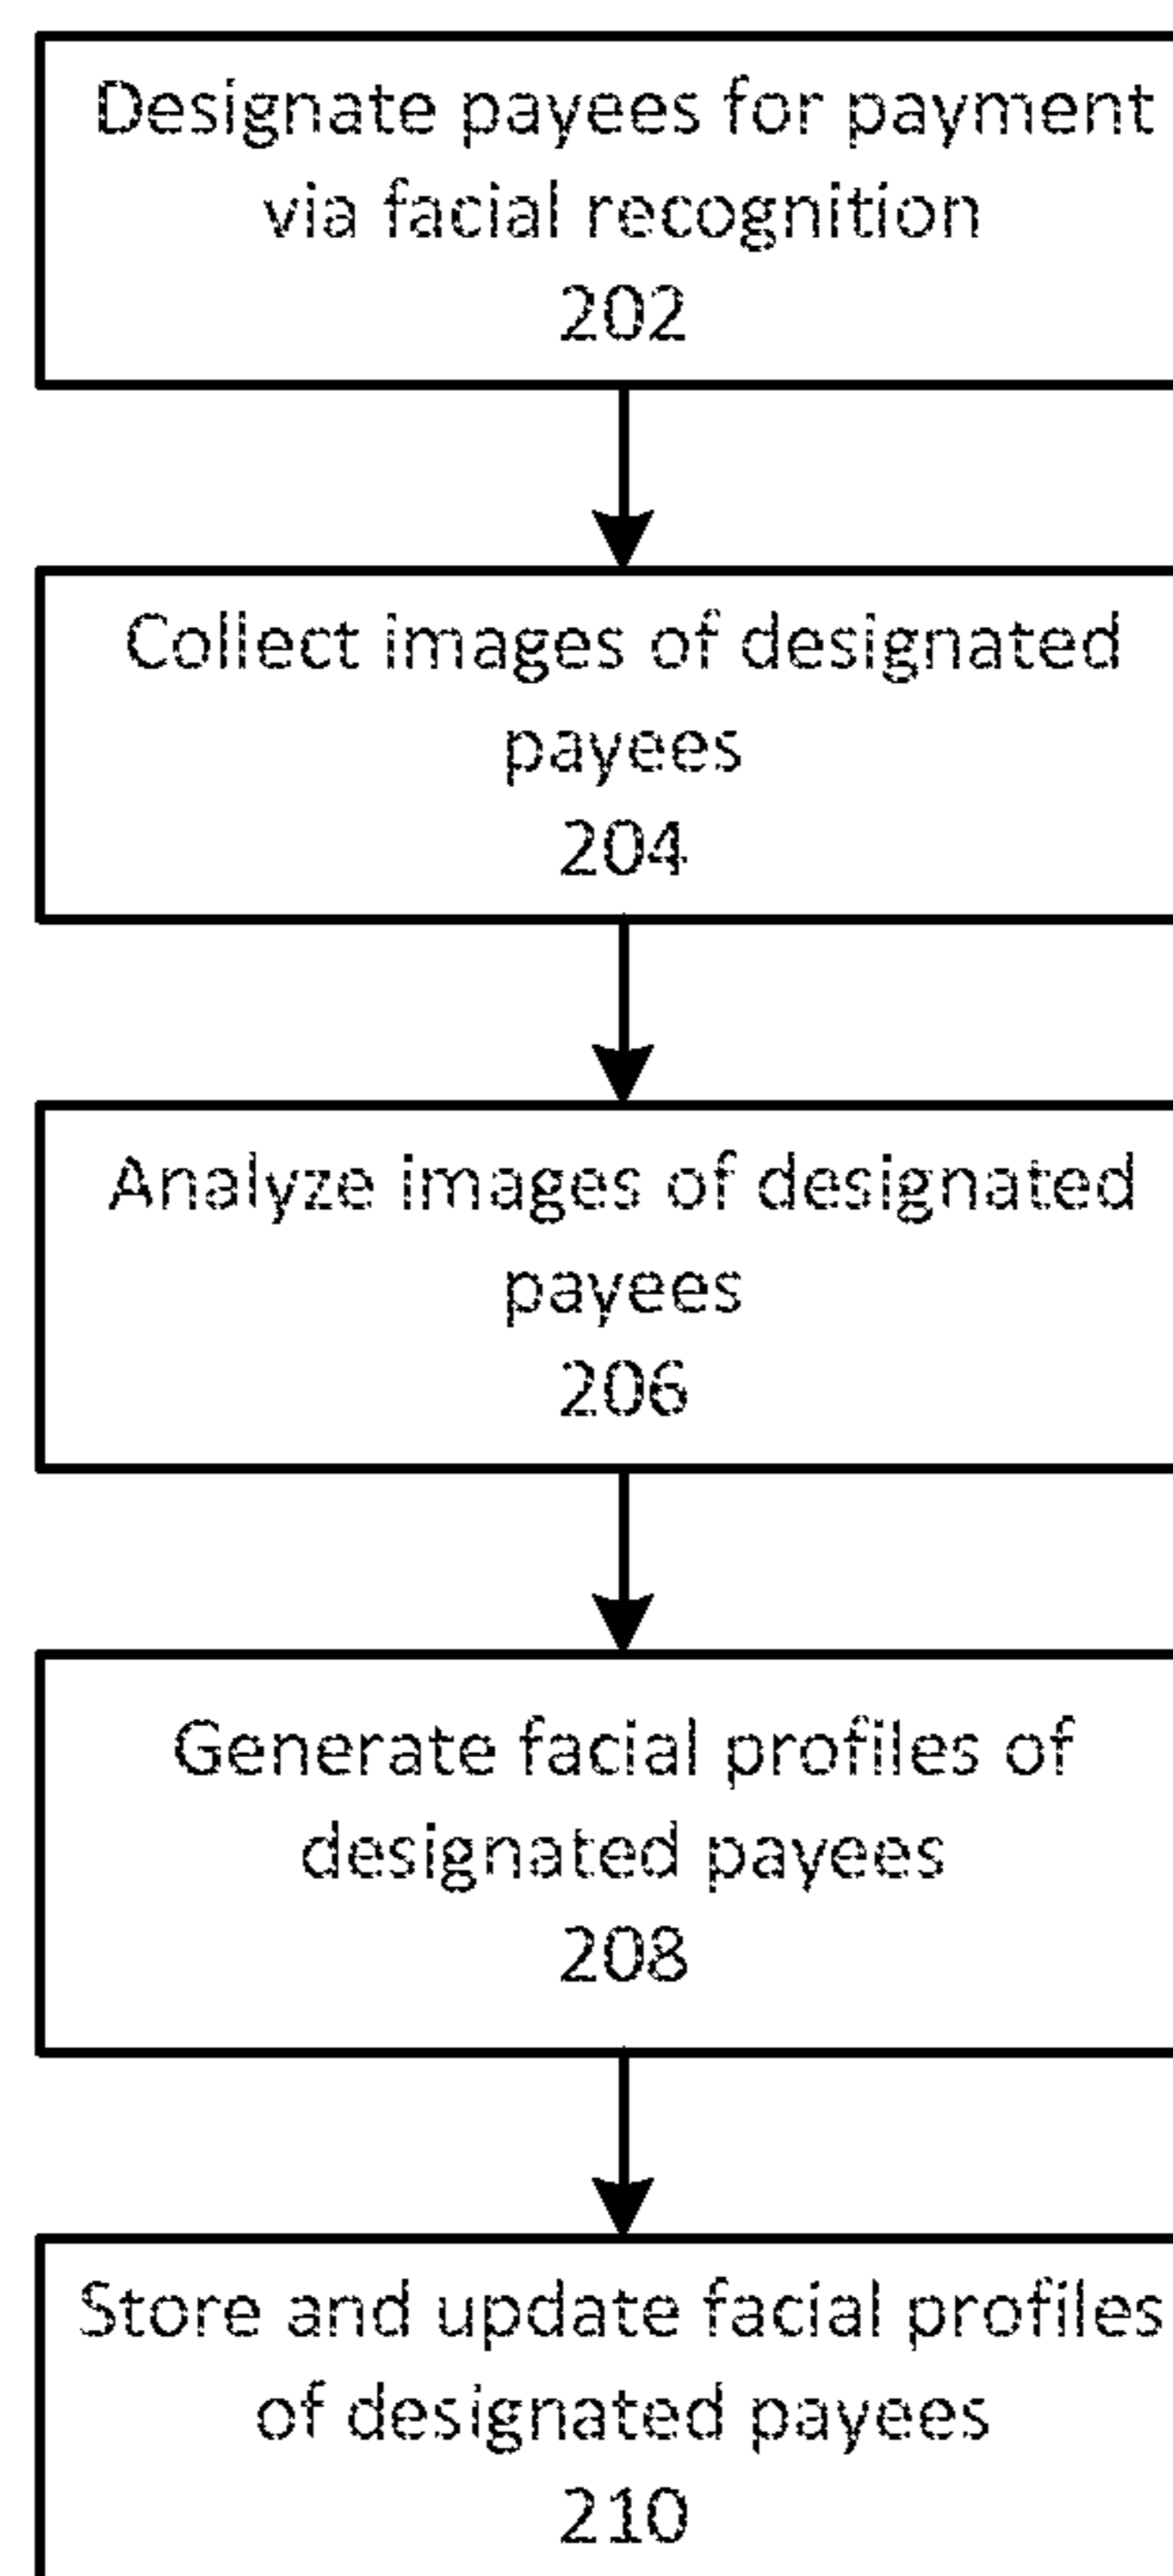 Designate payees for payment
via facial recognition
202
Collect images of designated
payees
204
Analyze images of designated
payees
206
Generate facial profiles of
designated payees
208
Store and update facial profiles
of designated payees
210